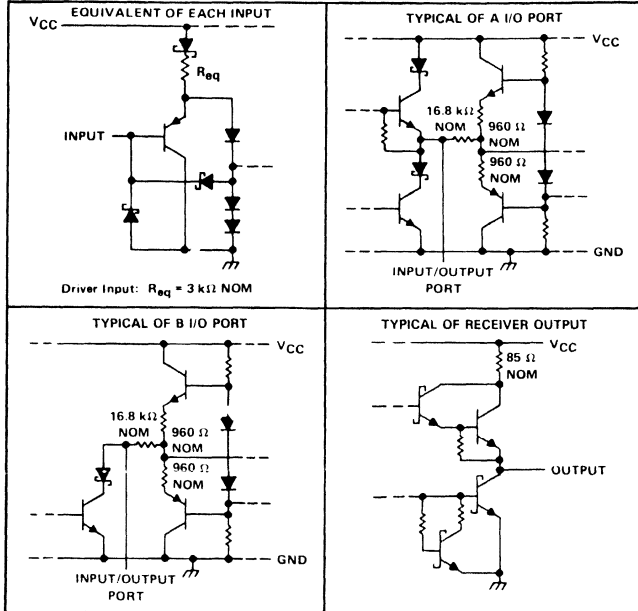 EQUIVALENT OF EACH INPUT
VCC
Req
INPUT
Driver Input: Req = 3 kΩ NOM
TYPICAL OF A I/O PORT
VCC
16.8 kΩ
NOM
960 Ω
NOM
960 Ω
NOM
GND
INPUT/OUTPUT
PORT
TYPICAL OF B I/O PORT
VCC
16.8 kΩ
NOM
960 Ω
NOM
960 Ω
NOM
GND
INPUT/OUTPUT
PORT
TYPICAL OF RECEIVER OUTPUT
VCC
85 Ω
NOM
OUTPUT